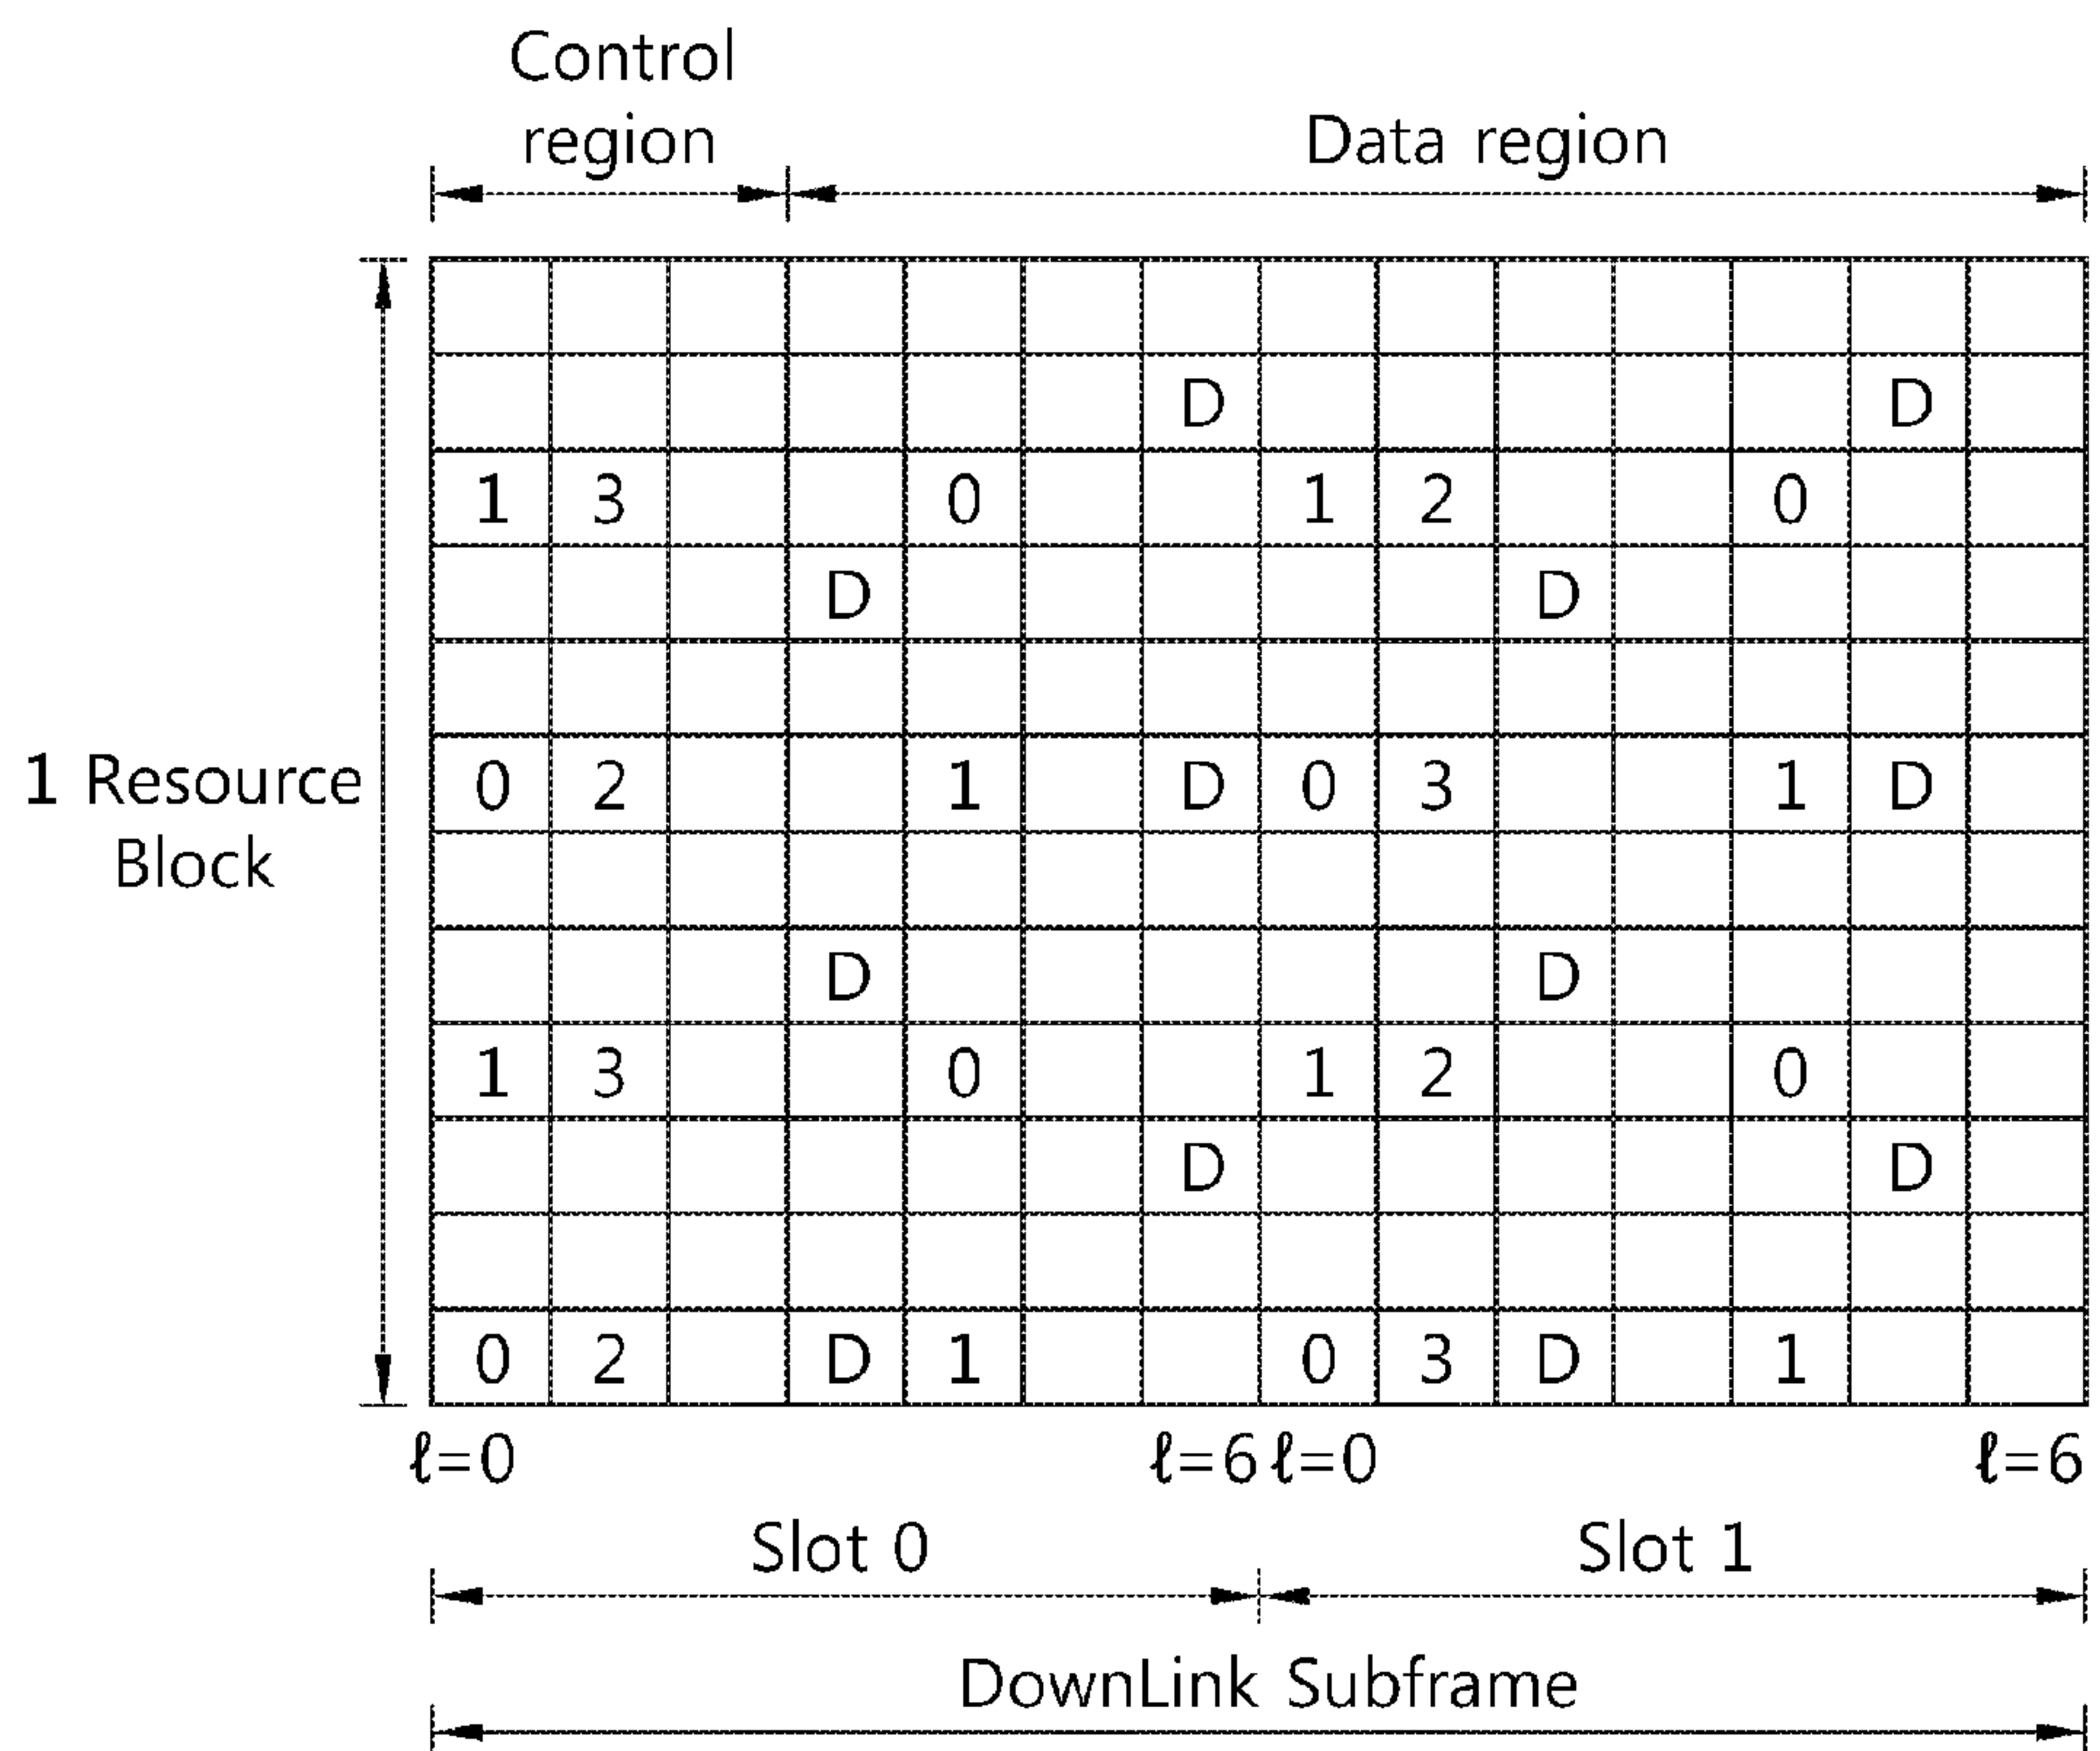 Control
region
Data region
D D
1 3 0 1 2 0
D D
1 Resource
Block
0 2 1 D 0 3 1 D
D D
1 3 0 1 2 0
D D
0 2 D 1 0 3 D 1
ℓ=0 ℓ=6 ℓ=0 ℓ=6
Slot 0 Slot 1
DownLink Subframe